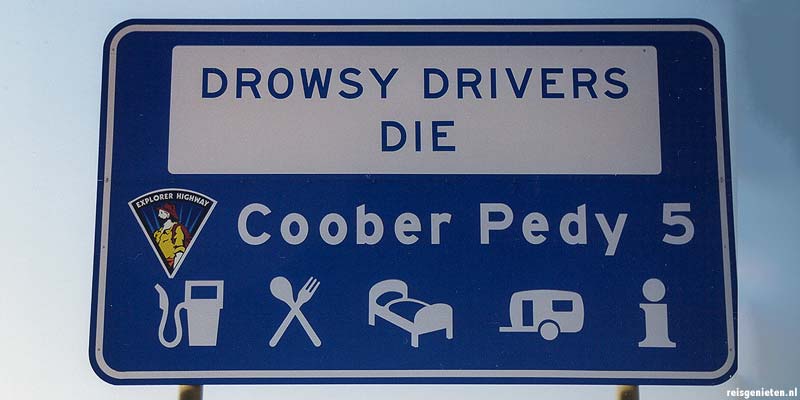 DROWSY DRIVERS
DIE
EXPLORER HIGHWAY
Coober Pedy 5
reisgenieten.nl